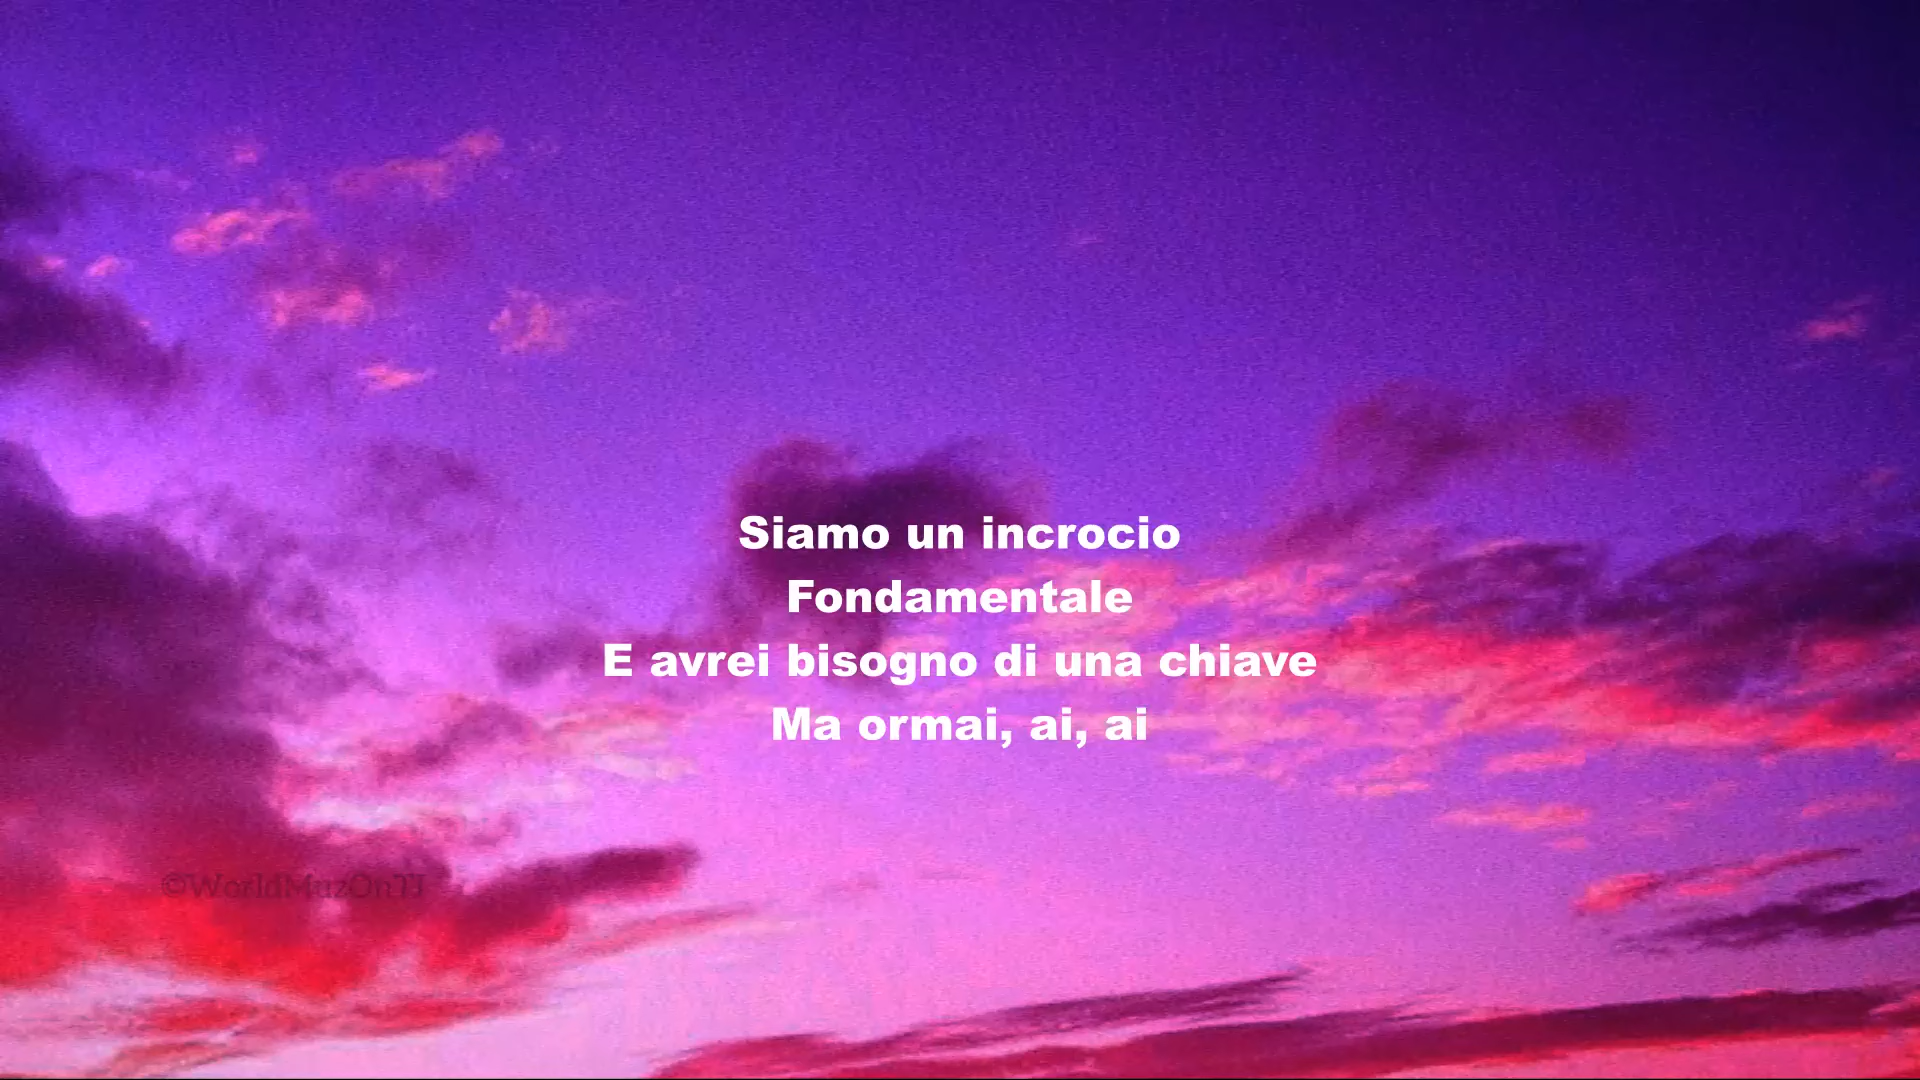 Siamo un incrocio
Fondamentale
E avrei bisogno di una chiave
Ma ormai, ai, ai
©WorldMuzOnTJ